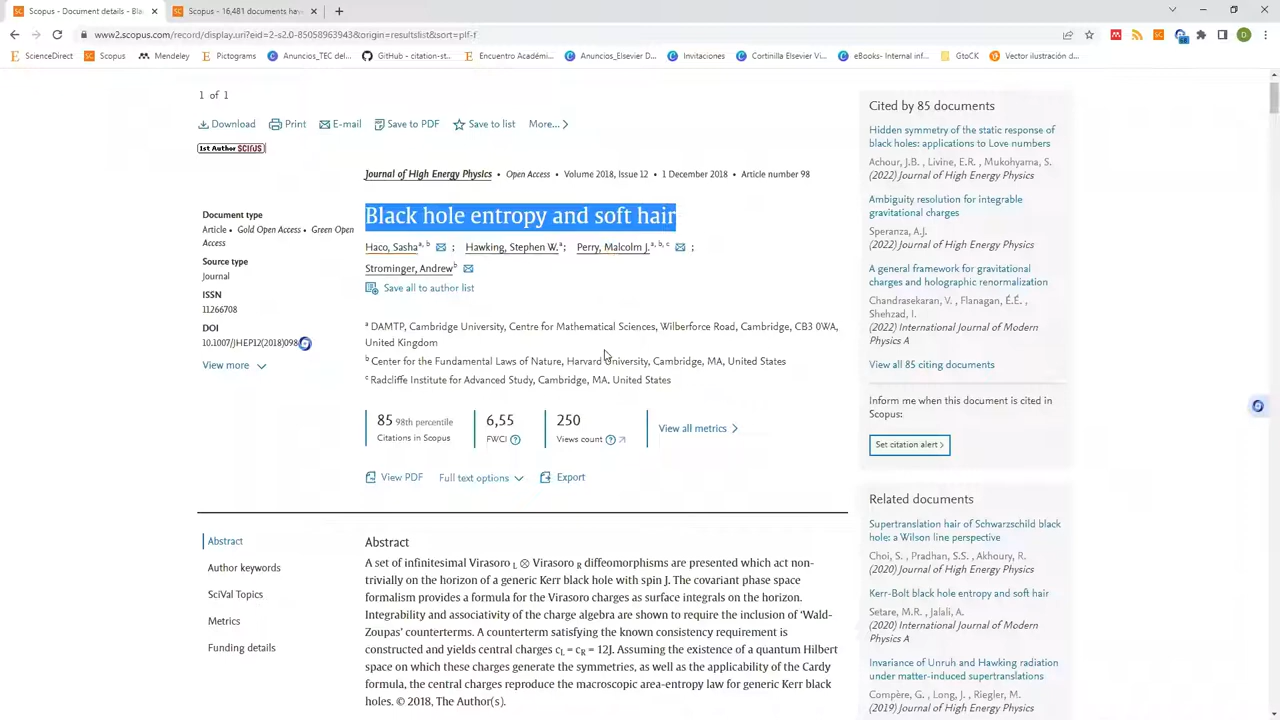 Scopus - Document details - Bla
Scopus - 16,481 documents hav
www2.scopus.com/record/display.uri?eid=2-s2.0-85058963943&origin=resultslist&sort=plf-f
ScienceDirect
Scopus
Mendeley
Pictograms
Anuncios_TEC del...
GitHub - citation-st...
Encuentro Académi...
Anuncios_Elsevier D...
Invitaciones
Cortinilla Elsevier Vi...
eBooks- Internal inf...
GtoCK
Vector ilustración d...
1 of 1
Download Print E-mail Save to PDF Save to list More...
1st Author SCIPUS
Journal of High Energy Physics • Open Access • Volume 2018, Issue 12 • 1 December 2018 • Article number 98
Black hole entropy and soft hair
Haco, Sasha a, b ; Hawking, Stephen W. a ; Perry, Malcolm J. a, b, c ;
Strominger, Andrew b
Save all to author list
a DAMTP, Cambridge University, Centre for Mathematical Sciences, Wilberforce Road, Cambridge, CB3 0WA,
United Kingdom
b Center for the Fundamental Laws of Nature, Harvard University, Cambridge, MA, United States
c Radcliffe Institute for Advanced Study, Cambridge, MA, United States
Document type
Article • Gold Open Access • Green Open
Access
Source type
Journal
ISSN
11266708
DOI
10.1007/JHEP12(2018)098
View more
85 98th percentile
Citations in Scopus
6,55
FWCI
250
Views count
View all metrics
View PDF Full text options Export
Abstract
Author keywords
SciVal Topics
Metrics
Funding details
Abstract
A set of infinitesimal Virasoro L ⊗ Virasoro R diffeomorphisms are presented which act non-
trivially on the horizon of a generic Kerr black hole with spin J. The covariant phase space
formalism provides a formula for the Virasoro charges as surface integrals on the horizon.
Integrability and associativity of the charge algebra are shown to require the inclusion of ‘Wald-
Zoupas’ counterterms. A counterterm satisfying the known consistency requirement is
constructed and yields central charges cL = cR = 12J. Assuming the existence of a quantum Hilbert
space on which these charges generate the symmetries, as well as the applicability of the Cardy
formula, the central charges reproduce the macroscopic area-entropy law for generic Kerr black
holes. © 2018, The Author(s).
Cited by 85 documents
Hidden symmetry of the static response of
black holes: applications to Love numbers
Achour, J.B. , Livine, E.R. , Mukohyama, S.
(2022) Journal of High Energy Physics
Ambiguity resolution for integrable
gravitational charges
Speranza, A.J.
(2022) Journal of High Energy Physics
A general framework for gravitational
charges and holographic renormalization
Chandrasekaran, V. , Flanagan, É.É. ,
Shehzad, I.
(2022) International Journal of Modern
Physics A
View all 85 citing documents
Inform me when this document is cited in
Scopus:
Set citation alert
Related documents
Supertranslation hair of Schwarzschild black
hole: a Wilson line perspective
Choi, S. , Pradhan, S.S. , Akhoury, R.
(2020) Journal of High Energy Physics
Kerr-Bolt black hole entropy and soft hair
Setare, M.R. , Jalali, A.
(2020) International Journal of Modern
Physics A
Invariance of Unruh and Hawking radiation
under matter-induced supertranslations
Compère, G. , Long, J. , Riegler, M.
(2019) Journal of High Energy Physics